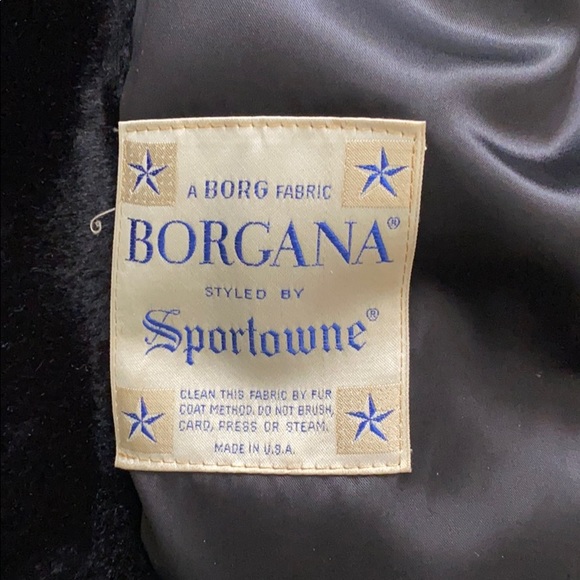 A BORG FABRIC
BORGANA®
STYLED BY
Sportowne®
CLEAN THIS FABRIC BY FUR
COAT METHOD. DO NOT BRUSH,
CARD, PRESS OR STEAM.
MADE IN U.S.A.